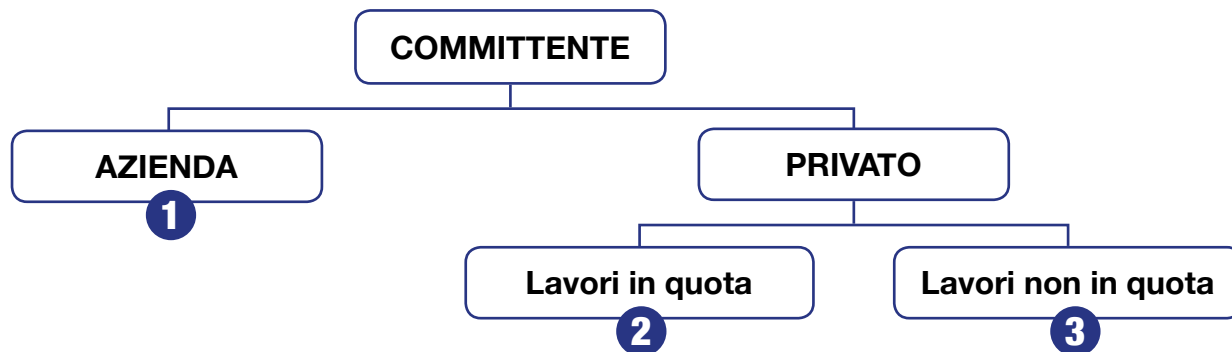 COMMITTENTE
AZIENDA
1
PRIVATO
Lavori in quota
2
Lavori non in quota
3